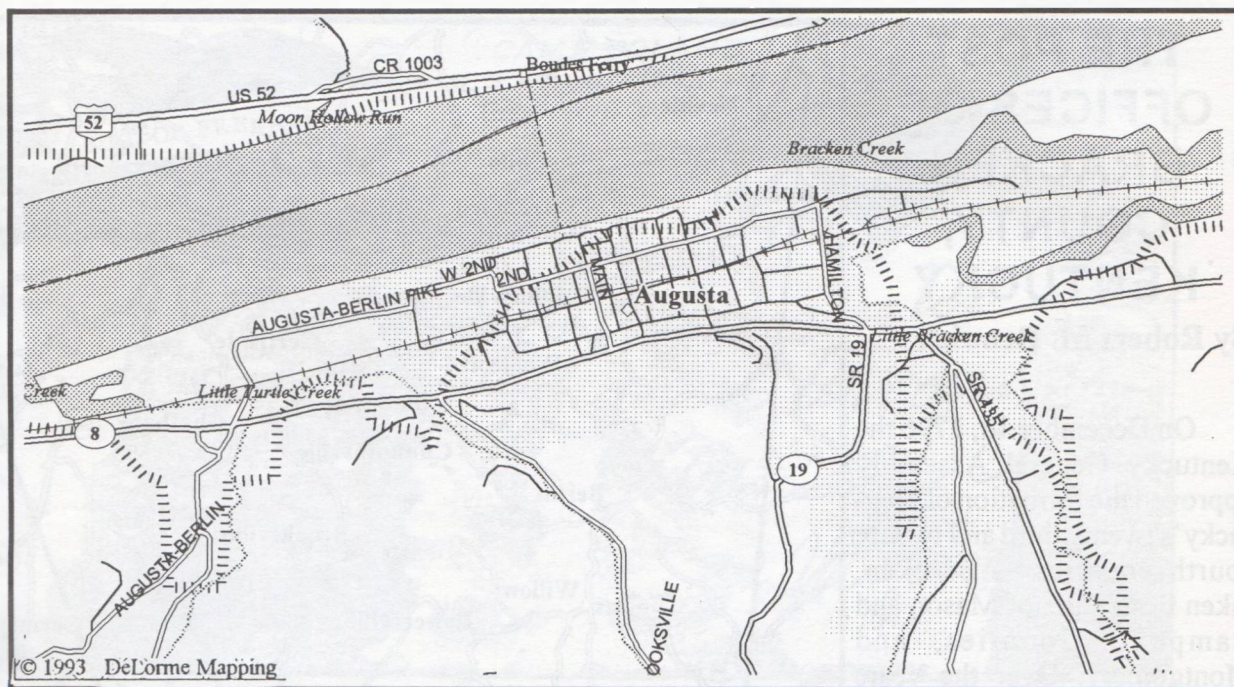 CR 1003
Boudes Ferry
US 52
52
Moon Hollow Run
Bracken Creek
W 2ND
2ND
MAIN
HAMILTON
AUGUSTA-BERLIN PIKE
Augusta
Little Bracken Creek
reek
Little Turtle Creek
SR 19
SR 435
8
19
AUGUSTA-BERLIN
OOKSVILLE
© 1993 DeLorme Mapping